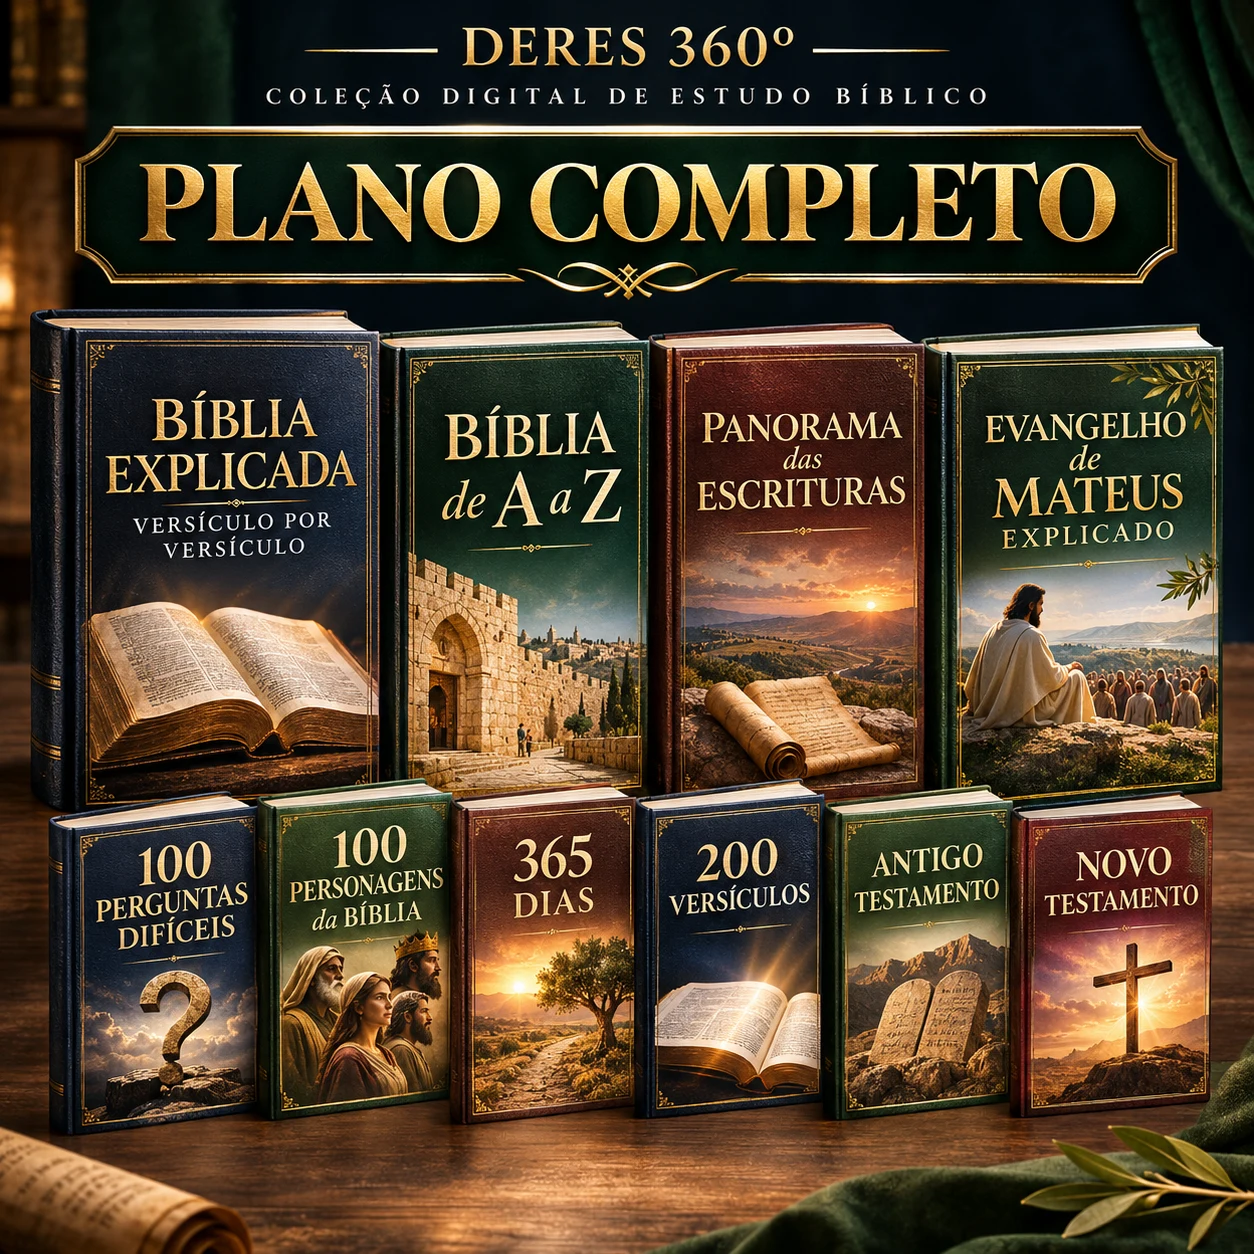 DERES 360º
COLEÇÃO DIGITAL DE ESTUDO BÍBLICO
PLANO COMPLETO
BÍBLIA
EXPLICADA
VERSÍCULO POR
VERSÍCULO
BÍBLIA
de A a Z
PANORAMA
das
ESCRITURAS
EVANGELHO
de
MATEUS
EXPLICADO
100
PERGUNTAS
DIFÍCEIS
100
PERSONAGENS
da BÍBLIA
365
DIAS
200
VERSÍCULOS
ANTIGO
TESTAMENTO
NOVO
TESTAMENTO